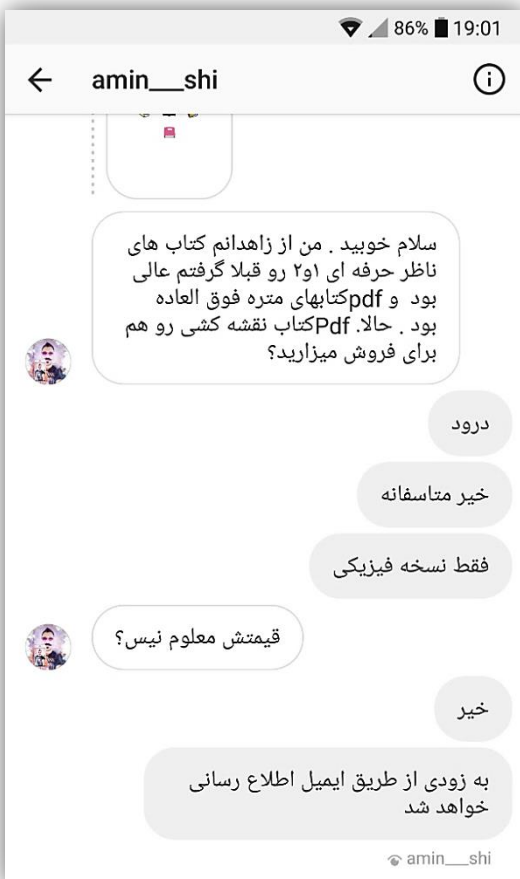 86% 19:01
amin___shi
سلام خوبید . من از زاهدانم کتاب های
ناظر حرفه ای ۱و۲ رو قبلا گرفتم عالی
بود و pdfکتابهای متره فوق العاده
بود . حالا. Pdfکتاب نقشه کشی رو هم
برای فروش میزارید؟
درود
خیر متاسفانه
فقط نسخه فیزیکی
قیمتش معلوم نیس؟
خیر
به زودی از طریق ایمیل اطلاع رسانی
خواهد شد
amin___shi